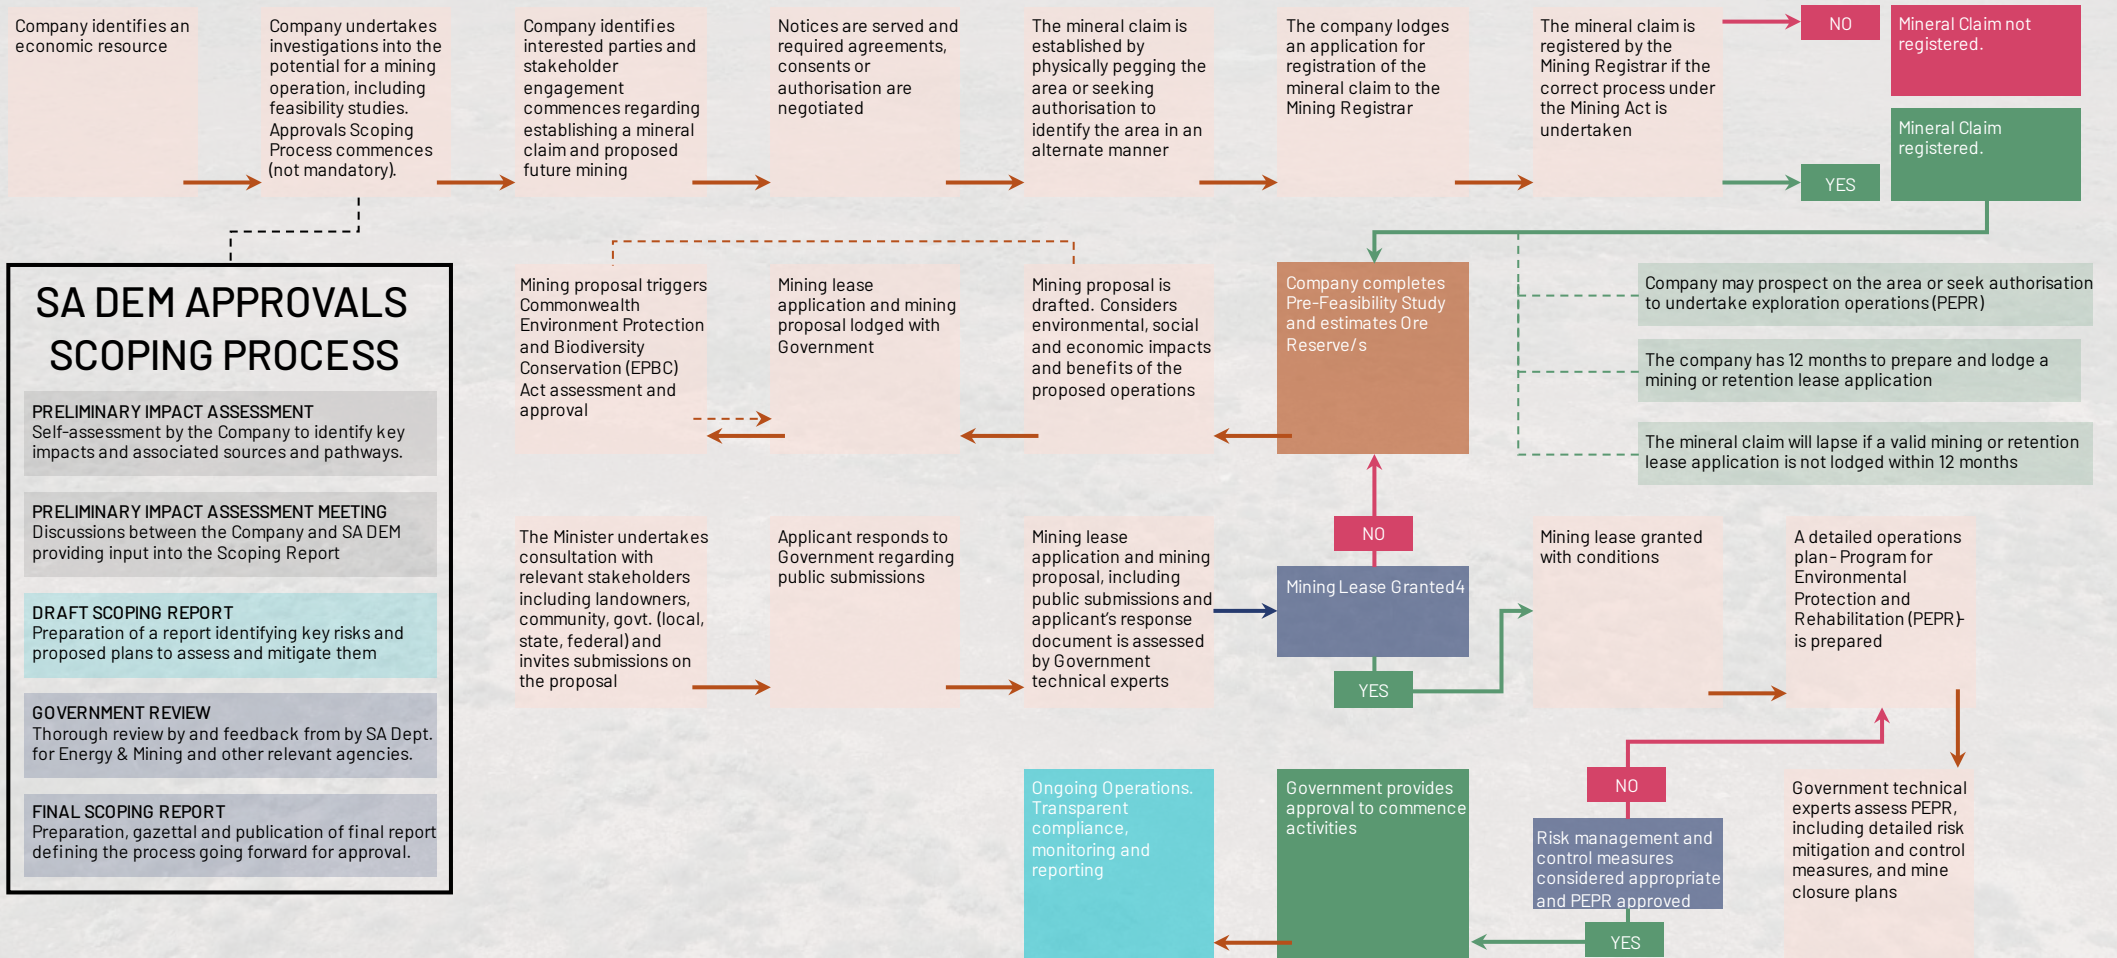 Company identifies an
economic resource
Company undertakes
investigations into the
potential for a mining
operation, including
feasibility studies.
Approvals Scoping
Process commences
(not mandatory).
Company identifies
interested parties and
stakeholder
engagement
commences regarding
establishing a mineral
claim and proposed
future mining
Notices are served and
required agreements,
consents or
authorisation are
negotiated
The mineral claim is
established by
physically pegging the
area or seeking
authorisation to
identify the area in an
alternate manner
The company lodges
an application for
registration of the
mineral claim to the
Mining Registrar
The mineral claim is
registered by the
Mining Registrar if the
correct process under
the Mining Act is
undertaken
NO
Mineral Claim not
registered.
YES
Mineral Claim
registered.
SA DEM APPROVALS
SCOPING PROCESS
PRELIMINARY IMPACT ASSESSMENT
Self-assessment by the Company to identify key
impacts and associated sources and pathways.
PRELIMINARY IMPACT ASSESSMENT MEETING
Discussions between the Company and SA DEM
providing input into the Scoping Report
DRAFT SCOPING REPORT
Preparation of a report identifying key risks and
proposed plans to assess and mitigate them
GOVERNMENT REVIEW
Thorough review by and feedback from by SA Dept.
for Energy & Mining and other relevant agencies.
FINAL SCOPING REPORT
Preparation, gazettal and publication of final report
defining the process going forward for approval.
Mining proposal triggers
Commonwealth
Environment Protection
and Biodiversity
Conservation (EPBC)
Act assessment and
approval
Mining lease
application and mining
proposal lodged with
Government
Mining proposal is
drafted. Considers
environmental, social
and economic impacts
and benefits of the
proposed operations
Company completes
Pre-Feasibility Study
and estimates Ore
Reserve/s
Company may prospect on the area or seek authorisation
to undertake exploration operations (PEPR)
The company has 12 months to prepare and lodge a
mining or retention lease application
The mineral claim will lapse if a valid mining or retention
lease application is not lodged within 12 months
The Minister undertakes
consultation with
relevant stakeholders
including landowners,
community, govt. (local,
state, federal) and
invites submissions on
the proposal
Applicant responds to
Government regarding
public submissions
Mining lease
application and mining
proposal, including
public submissions and
applicant's response
document is assessed
by Government
technical experts
NO
Mining Lease Granted4
YES
Mining lease granted
with conditions
A detailed operations
plan- Program for
Environmental
Protection and
Rehabilitation (PEPR)-
is prepared
Ongoing Operations.
Transparent
compliance,
monitoring and
reporting
Government provides
approval to commence
activities
NO
Risk management and
control measures
considered appropriate
and PEPR approved
YES
Government technical
experts assess PEPR,
including detailed risk
mitigation and control
measures, and mine
closure plans